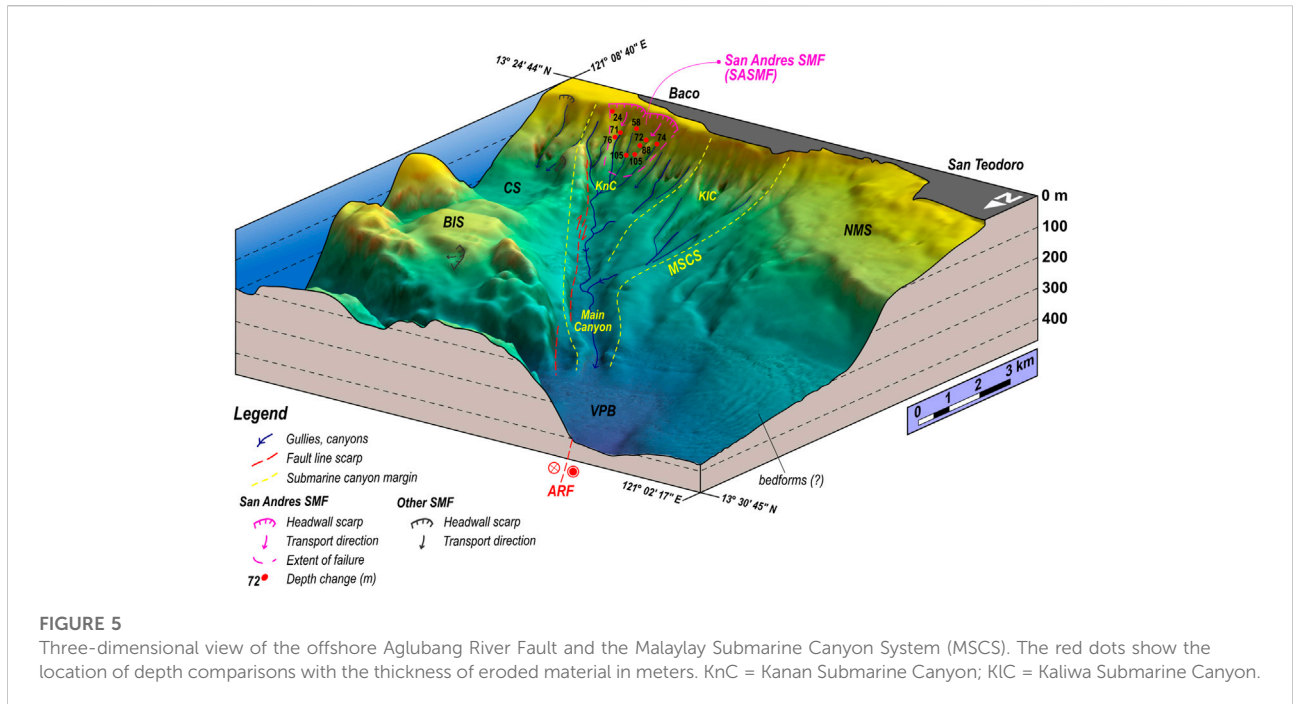 13° 24' 44" N
121° 08' 40" E
San Andres SMF
(SASMF)
Baco
San Teodoro
24
71
58
76
72
74
88
105
105
CS
KnC
KlC
BIS
NMS
MSCS
Main
Canyon
VPB
0 m
100
200
300
400
N
0 1 2 3 km
bedforms (?)
ARF
121° 02' 17" E
13° 30' 45" N
Legend
Gullies, canyons
Fault line scarp
Submarine canyon margin
San Andres SMF
Headwall scarp
Transport direction
Extent of failure
72 Depth change (m)
Other SMF
Headwall scarp
Transport direction
FIGURE 5
Three-dimensional view of the offshore Aglubang River Fault and the Malaylay Submarine Canyon System (MSCS). The red dots show the
location of depth comparisons with the thickness of eroded material in meters. KnC = Kanan Submarine Canyon; KlC = Kaliwa Submarine Canyon.